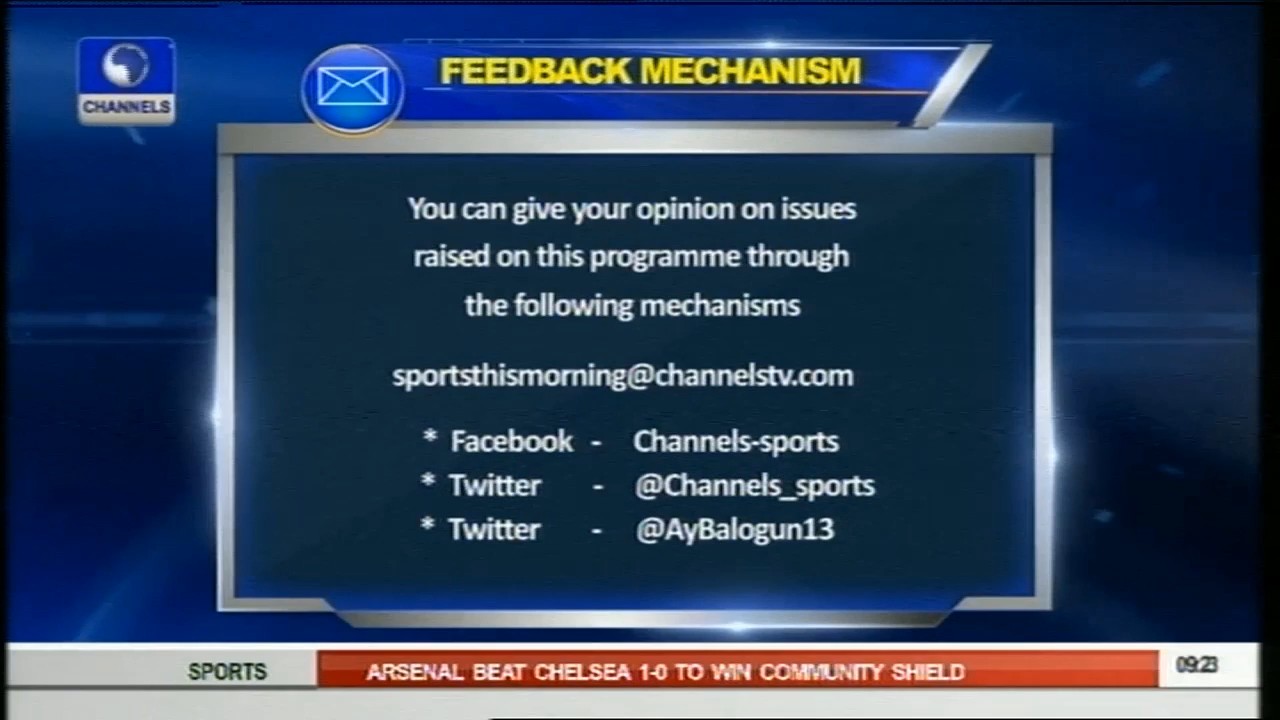 CHANNELS
FEEDBACK MECHANISM
You can give your opinion on issues
raised on this programme through
the following mechanisms
sportsthismorning@channelstv.com
* Facebook - Channels-sports
* Twitter - @Channels_sports
* Twitter - @AyBalogun13
SPORTS ARSENAL BEAT CHELSEA 1-0 TO WIN COMMUNITY SHIELD 09:23